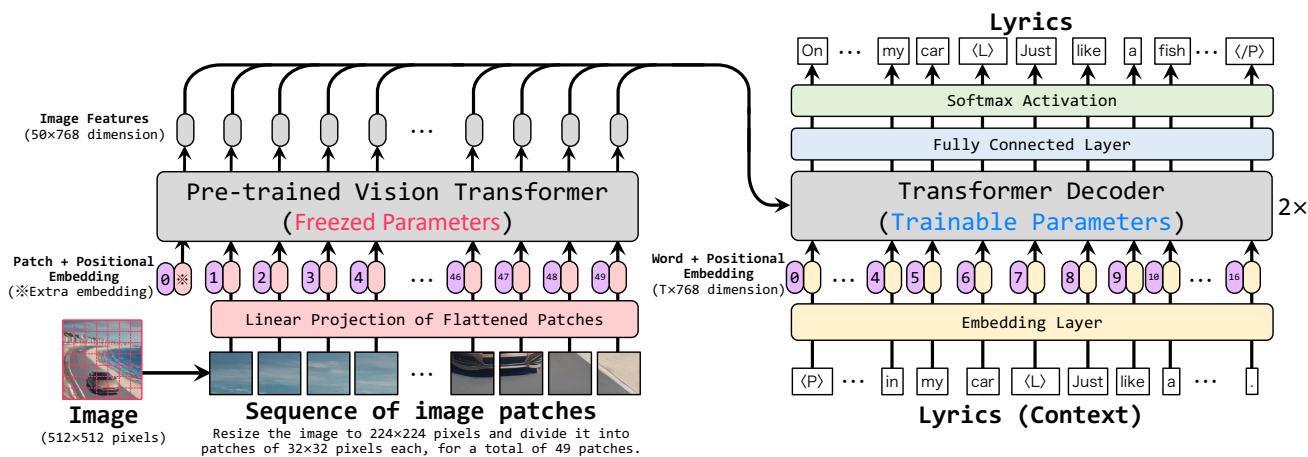 Lyrics
On ... my car ⟨L⟩ Just like a fish ... ⟨/P⟩
Softmax Activation
Fully Connected Layer
Transformer Decoder
(Trainable Parameters)
2×
Word + Positional
Embedding
(T×768 dimension)
0 ... 4 5 6 7 8 9 10 ... 16
Embedding Layer
⟨P⟩ ... in my car ⟨L⟩ Just like a ... .
Lyrics (Context)
Image Features
(50×768 dimension)
...
Pre-trained Vision Transformer
(Freezed Parameters)
Patch + Positional
Embedding
(※Extra embedding)
0 ※ 1 2 3 4 ... 46 47 48 49
Linear Projection of Flattened Patches
...
Image
(512×512 pixels)
Sequence of image patches
Resize the image to 224×224 pixels and divide it into
patches of 32×32 pixels each, for a total of 49 patches.